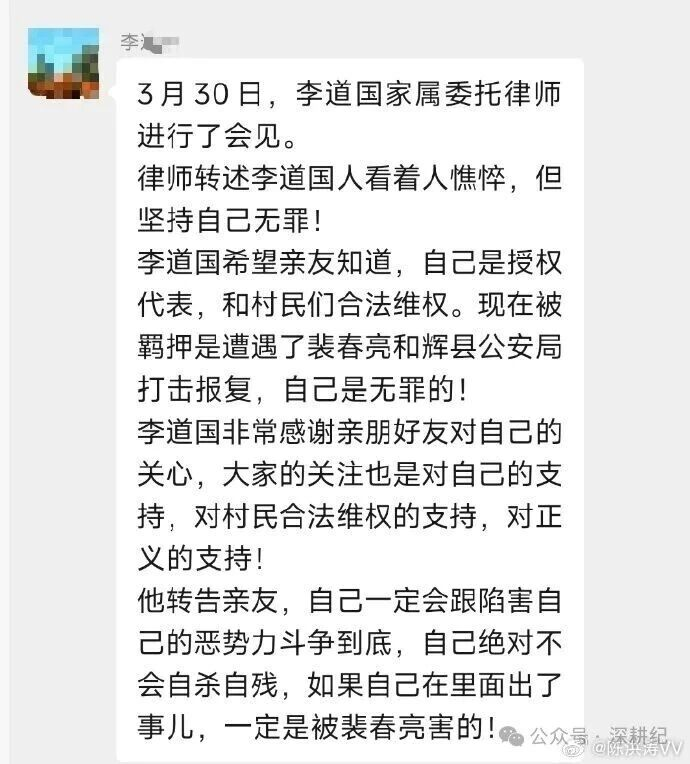 李道
3月30日，李道国家属委托律师
进行了会见。
律师转述李道国人看着人憔悴，但
坚持自己无罪！
李道国希望亲友知道，自己是授权
代表，和村民们合法维权。现在被
羁押是遭遇了裴春亮和辉县公安局
打击报复，自己是无罪的！
李道国非常感谢亲朋好友对自己的
关心，大家的关注也是对自己的支
持，对村民合法维权的支持，对正
义的支持！
他转告亲友，自己一定会跟陷害自
己的恶势力斗争到底，自己绝对不
会自杀自残，如果自己在里面出了
事儿，一定是被裴春亮害的！
公众号·深耕纪
@陈洪涛VV